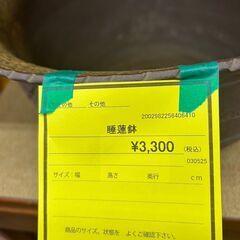 その他 その他
2002982256406410
睡蓮鉢
¥3,300 (税込)
030525
サイズ:幅 高さ 奥行 cm
商品のサイズ、状態を よくご確認下さい。